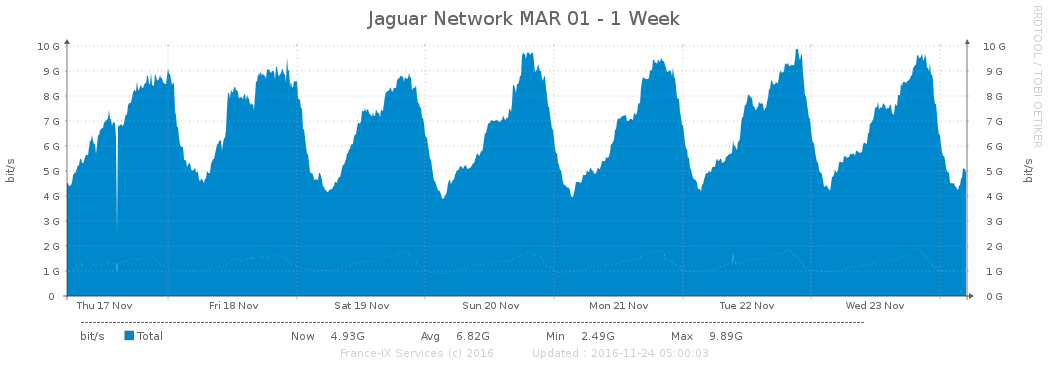 Jaguar Network MAR 01 - 1 Week
RRDTOOL / TOBI OETIKER
bit/s
10 G 10 G
9 G 9 G
8 G 8 G
7 G 7 G
6 G 6 G
5 G 5 G
4 G 4 G
3 G 3 G
2 G 2 G
1 G 1 G
0 0 G
bit/s
Thu 17 Nov Fri 18 Nov Sat 19 Nov Sun 20 Nov Mon 21 Nov Tue 22 Nov Wed 23 Nov
bit/s Total Now 4.93G Avg 6.82G Min 2.49G Max 9.89G
France-IX Services (c) 2016 Updated : 2016-11-24 05:00:03